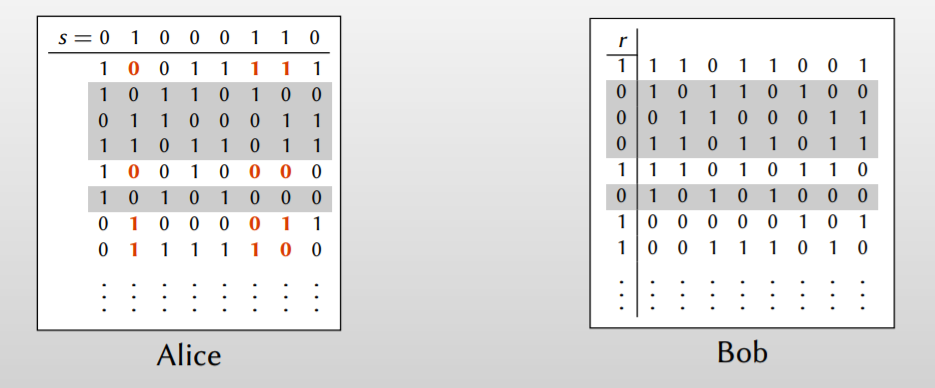 s = 0 1 0 0 0 1 1 0
1 0 0 1 1 1 1 1
1 0 1 1 0 1 0 0
0 1 1 0 0 0 1 1
1 1 0 1 1 0 1 1
1 0 0 1 0 0 0 0
1 0 1 0 1 0 0 0
0 1 0 0 0 0 1 1
0 1 1 1 1 1 0 0
⋮ ⋮ ⋮ ⋮ ⋮ ⋮ ⋮ ⋮
Alice
r
1 1 1 0 1 1 0 0 1
0 1 0 1 1 0 1 0 0
0 0 1 1 0 0 0 1 1
0 1 1 0 1 1 0 1 1
1 1 1 0 1 0 1 1 0
0 1 0 1 0 1 0 0 0
1 0 0 0 0 0 1 0 1
1 0 0 1 1 1 0 1 0
⋮ ⋮ ⋮ ⋮ ⋮ ⋮ ⋮ ⋮ ⋮
Bob